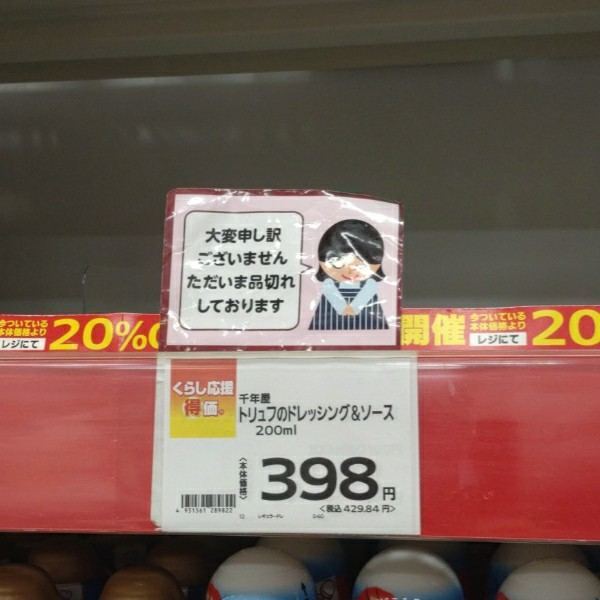 大変申し訳
ございません
ただいま品切れ
しております
今ついている
本体価格より
レジにて
20%
開催
今ついている
本体価格より
レジにて
20
くらし応援
得価。
千年屋
トリュフのドレッシング&ソース
200ml
〈本体価格〉
398円
〈税込 429.84円〉
4 931561 289822